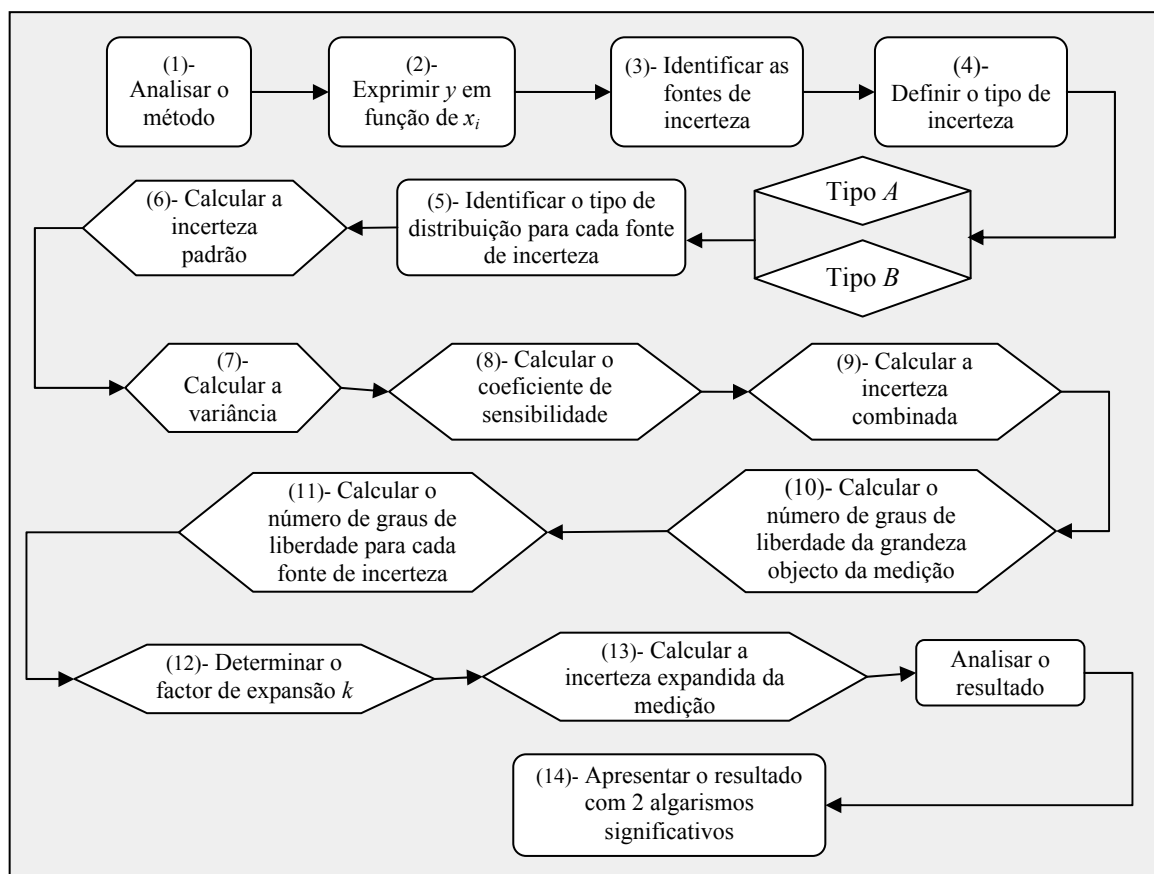 (1)-
Analisar o
método
(2)-
Exprimir y em
função de xi
(3)- Identificar as
fontes de
incerteza
(4)-
Definir o tipo de
incerteza
Tipo A
Tipo B
(5)- Identificar o tipo de
distribuição para cada fonte
de incerteza
(6)- Calcular a
incerteza
padrão
(7)-
Calcular a
variância
(8)- Calcular o
coeficiente de
sensibilidade
(9)- Calcular a
incerteza
combinada
(10)- Calcular o
número de graus de
liberdade da grandeza
objecto da medição
(11)- Calcular o
número de graus de
liberdade para cada
fonte de incerteza
(12)- Determinar o
factor de expansão k
(13)- Calcular a
incerteza expandida da
medição
Analisar o
resultado
(14)- Apresentar o resultado
com 2 algarismos
significativos